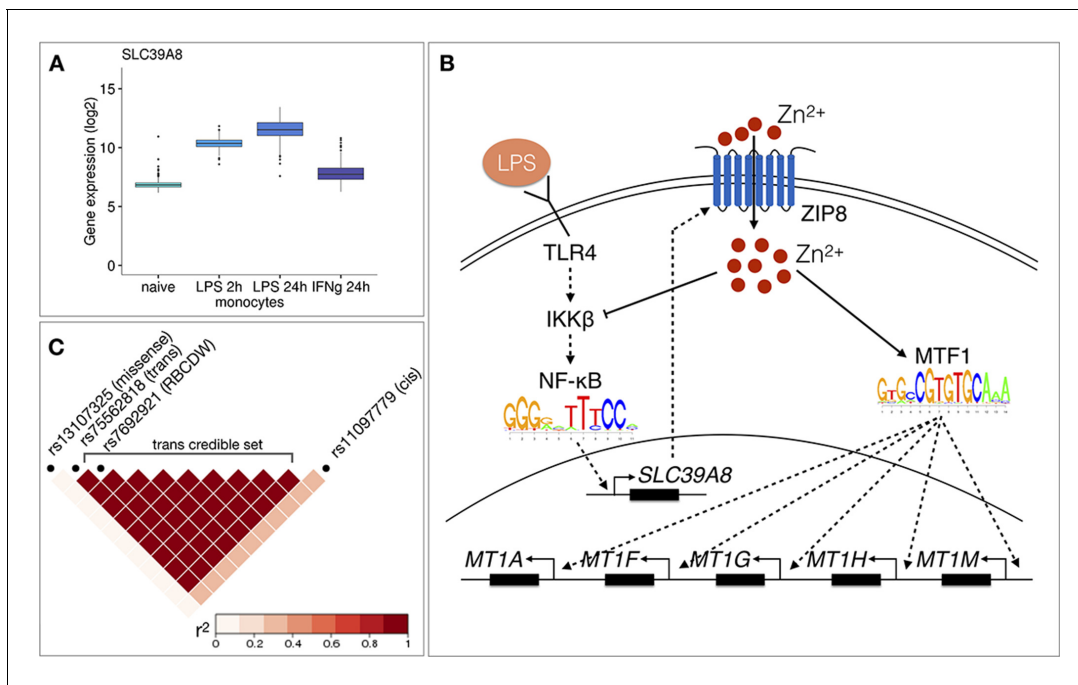 A
SLC39A8
Gene expression (log2)
15
10
5
0
naive
LPS 2h
LPS 24h
IFNg 24h
monocytes
B
Zn2+
LPS
ZIP8
TLR4
Zn2+
IKKβ
MTF1
NF-κB
GTGCCGTGTGCAAA
SLC39A8
MT1A
MT1F
MT1G
MT1H
MT1M
C
rs13107325 (missense)
rs75562818 (trans)
rs7692921 (RBCDW)
rs11097779 (cis)
trans credible set
r2
0
0.2
0.4
0.6
0.8
1